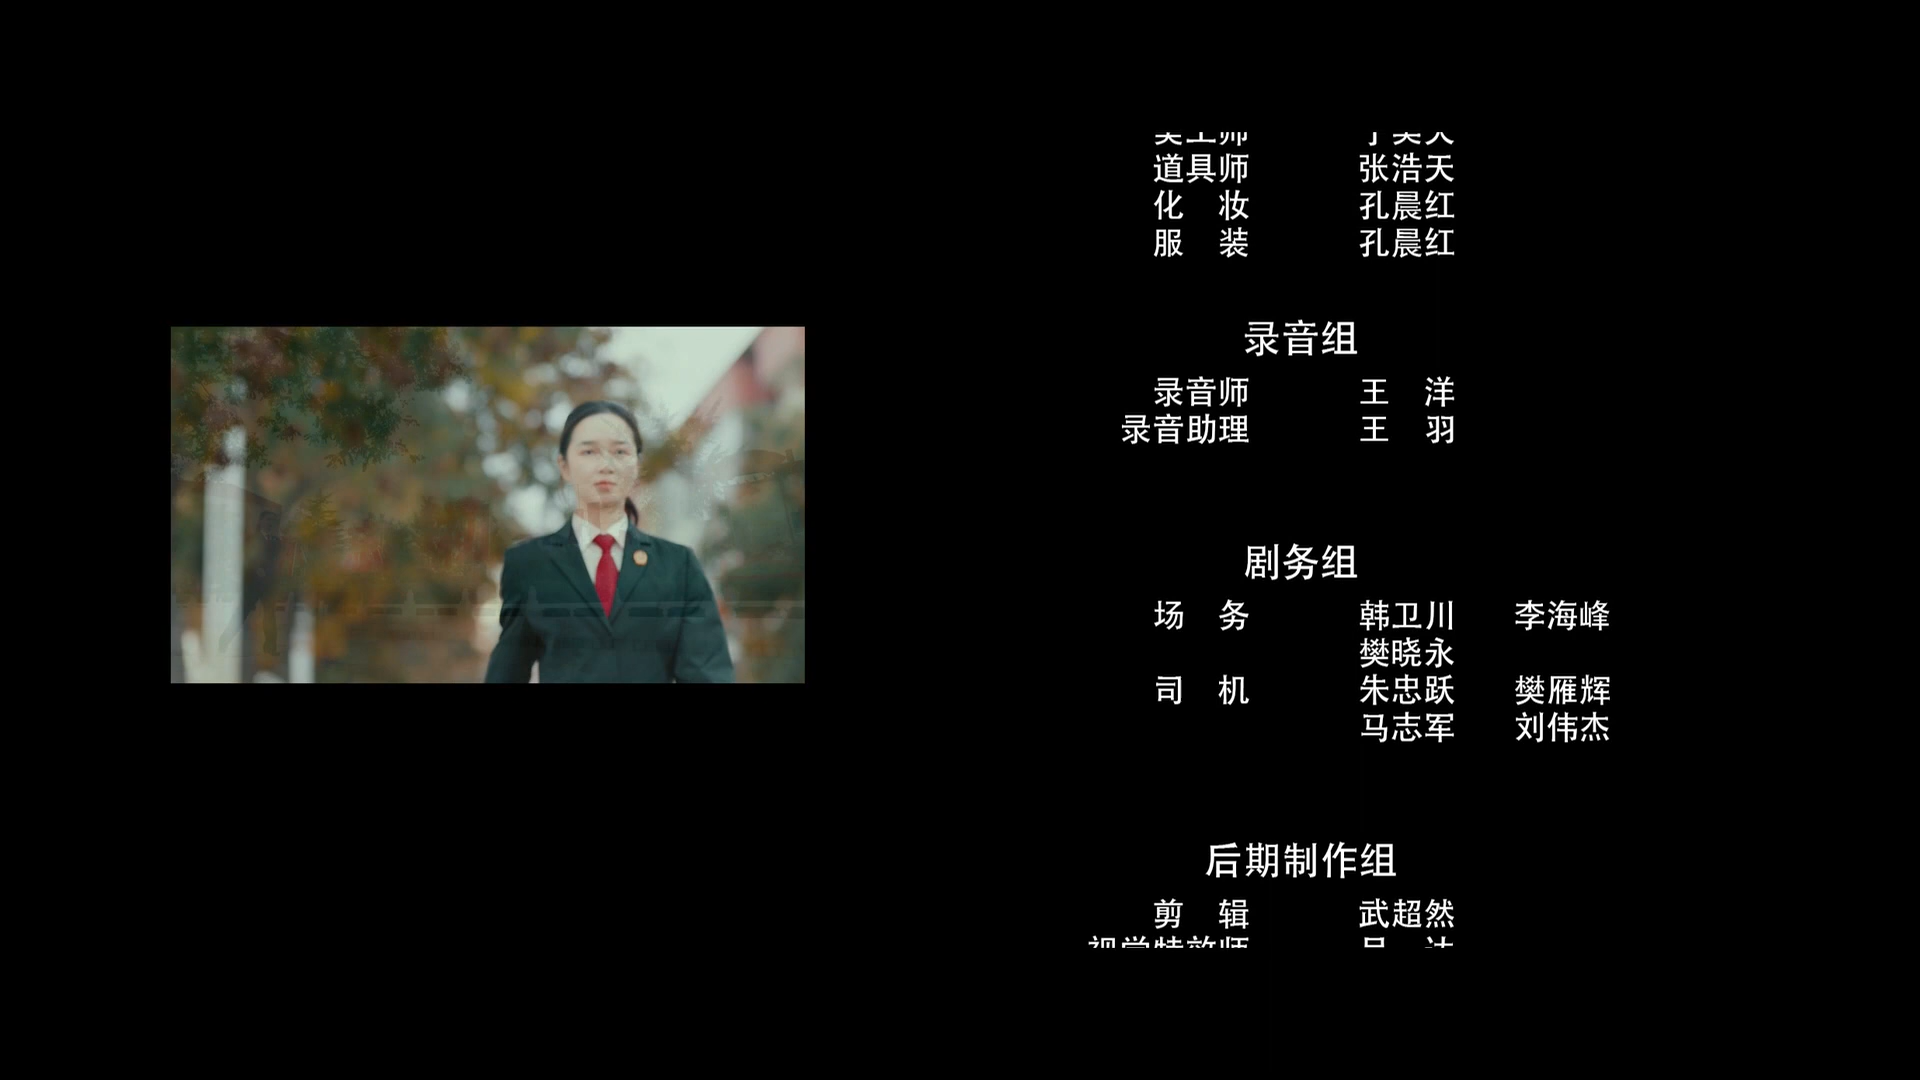 道具师 张浩天
化 妆 孔晨红
服 装 孔晨红
录音组
录音师 王 洋
录音助理 王 羽
剧务组
场 务 韩卫川 李海峰
樊晓永
司 机 朱忠跃 樊雁辉
马志军 刘伟杰
后期制作组
剪 辑 武超然